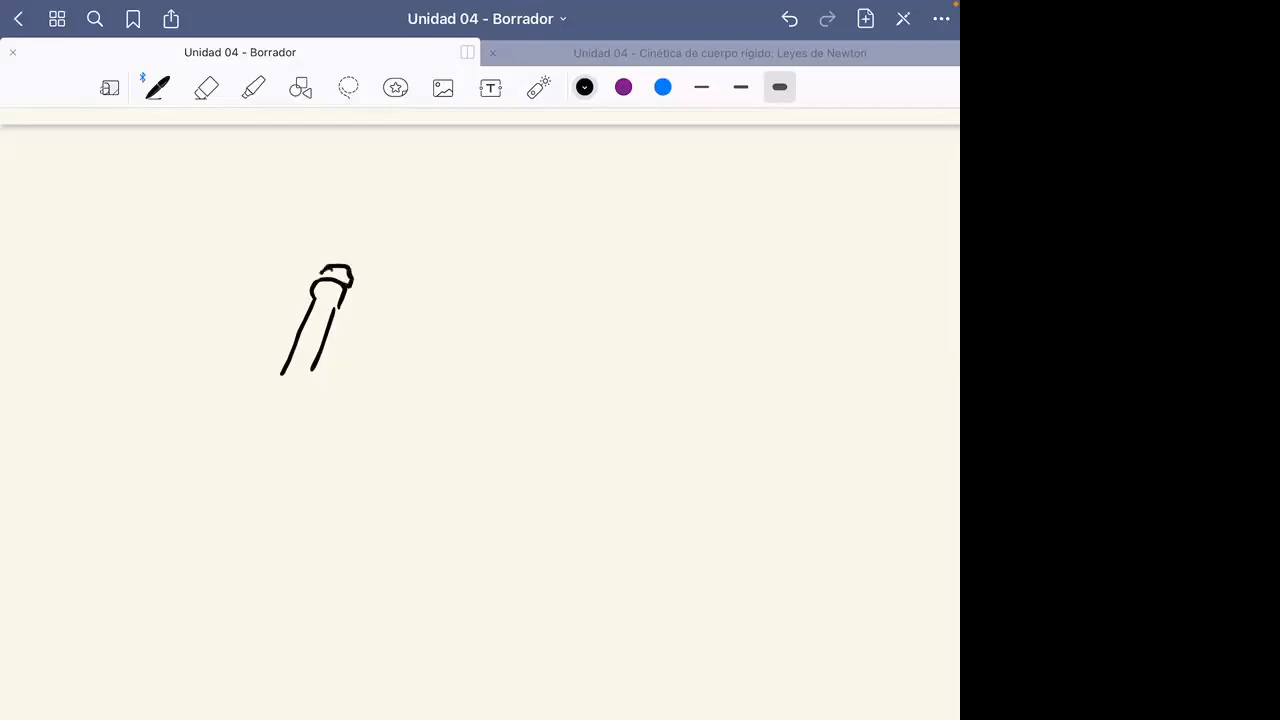 Unidad 04 - Borrador
Unidad 04 - Borrador
Unidad 04 - Cinética de cuerpo rígido: Leyes de Newton
T